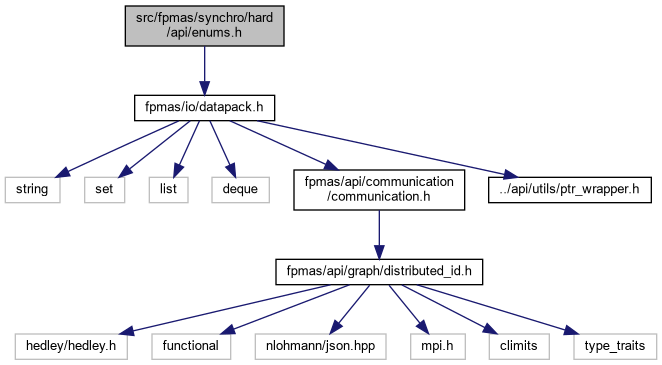 src/fpmas/synchro/hard
/api/enums.h
fpmas/io/datapack.h
string
set
list
deque
fpmas/api/communication
/communication.h
../api/utils/ptr_wrapper.h
fpmas/api/graph/distributed_id.h
hedley/hedley.h
functional
nlohmann/json.hpp
mpi.h
climits
type_traits